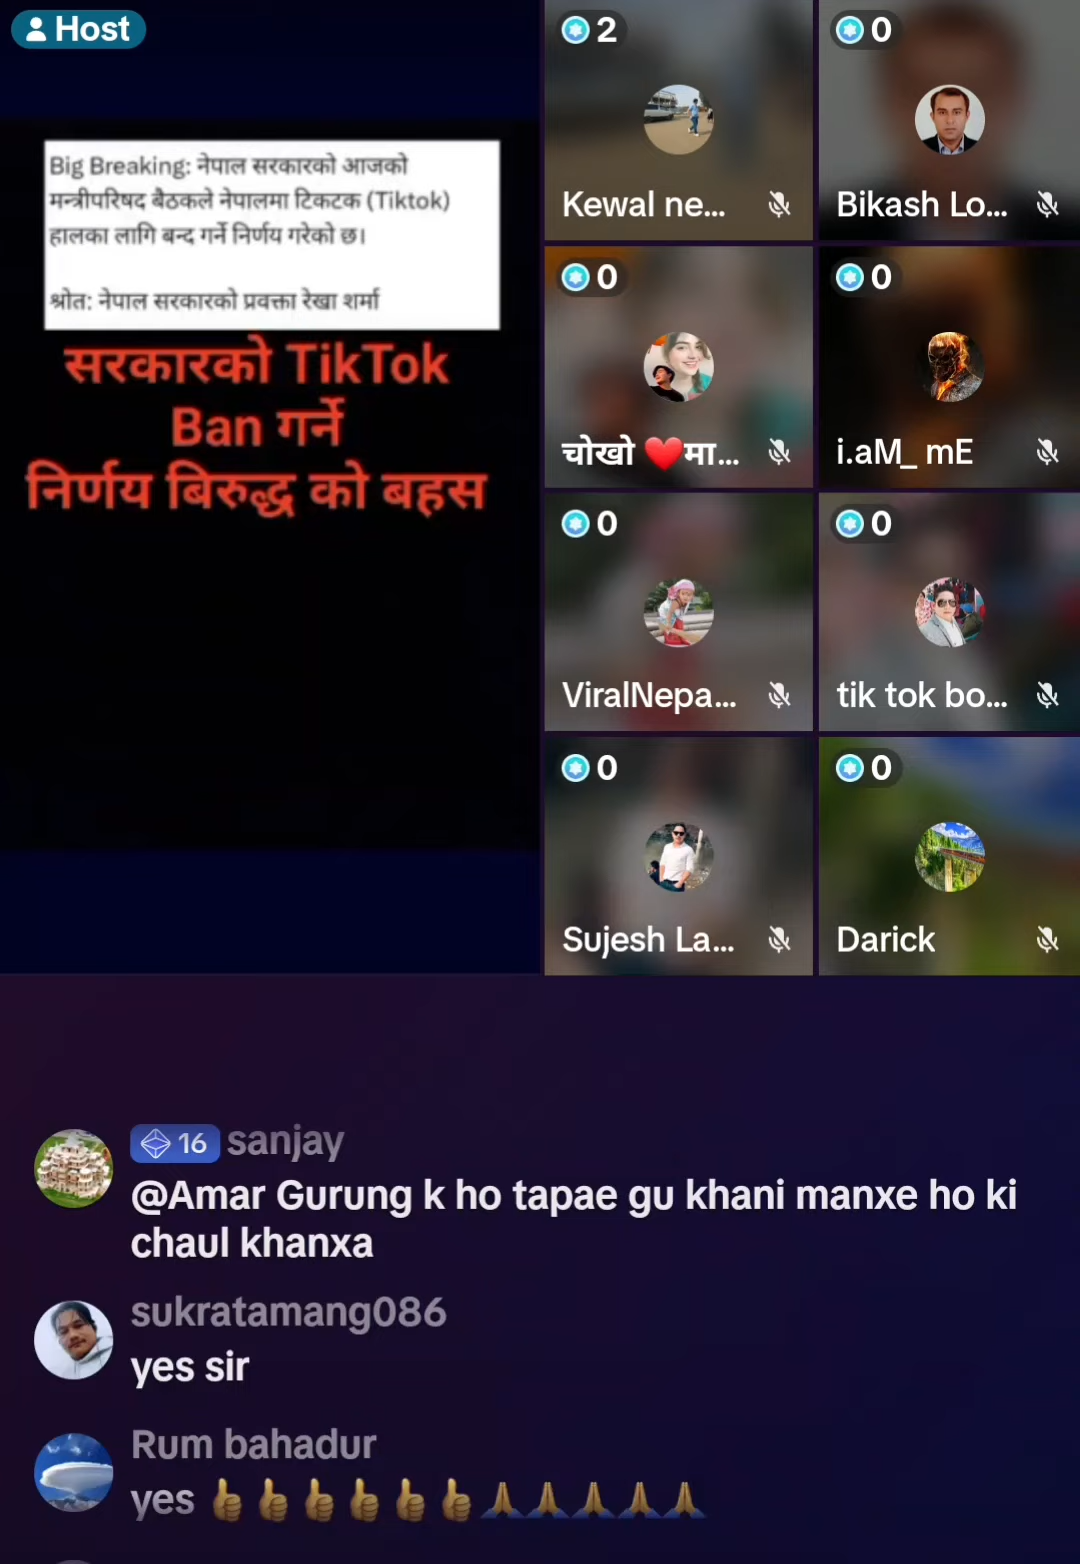 Host
Big Breaking: नेपाल सरकारको आजको
मन्त्रीपरिषद बैठकले नेपालमा टिकटक (Tiktok)
हालका लागि बन्द गर्ने निर्णय गरेको छ।
श्रोत: नेपाल सरकारको प्रवक्ता रेखा शर्मा
सरकारको TikTok
Ban गर्ने
निर्णय बिरुद्ध को बहस
2
Kewal ne...
0
Bikash Lo...
0
चोखो ❤️मा...
0
i.aM_ mE
0
ViralNepa...
0
tik tok bo...
0
Sujesh La...
0
Darick
16 sanjay
@Amar Gurung k ho tapae gu khani manxe ho ki
chaul khanxa
sukratamang086
yes sir
Rum bahadur
yes 👍👍👍👍👍👍🙏🙏🙏🙏🙏